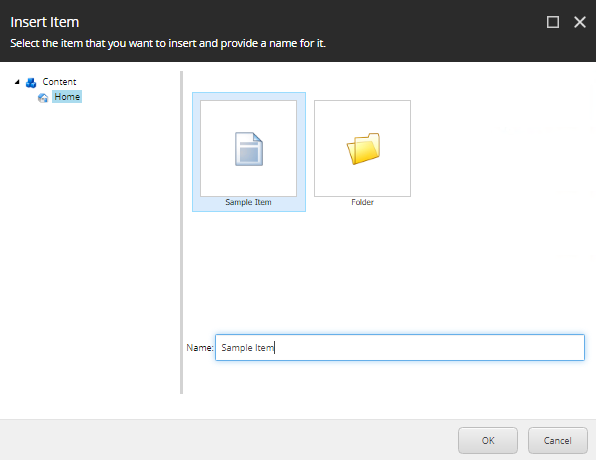 Insert Item
Select the item that you want to insert and provide a name for it.
Content
Home
Sample Item
Folder
Name: Sample Item
OK
Cancel